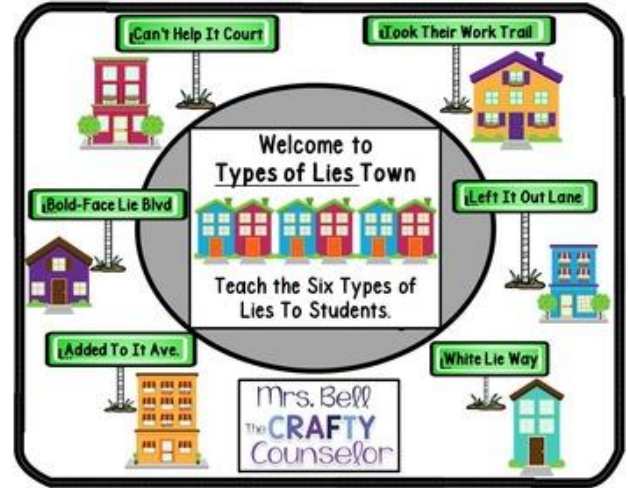 Can't Help It Court
Took Their Work Trail
Welcome to
Types of Lies Town
Bold-Face Lie Blvd
Left It Out Lane
Teach the Six Types of
Lies To Students.
Added To It Ave.
White Lie Way
Mrs. Bell
The CRAFTY
Counselor